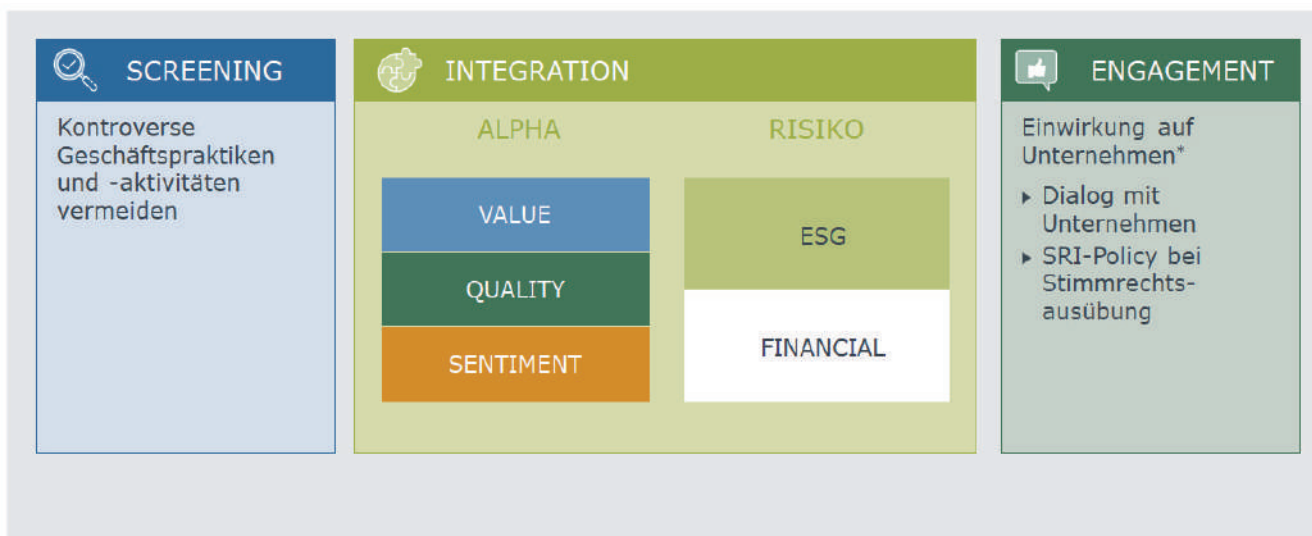 SCREENING
Kontroverse
Geschäftspraktiken
und -aktivitäten
vermeiden
INTEGRATION
ALPHA
VALUE
QUALITY
SENTIMENT
RISIKO
ESG
FINANCIAL
ENGAGEMENT
Einwirkung auf
Unternehmen*
▸ Dialog mit
Unternehmen
▸ SRI-Policy bei
Stimmrechts-
ausübung